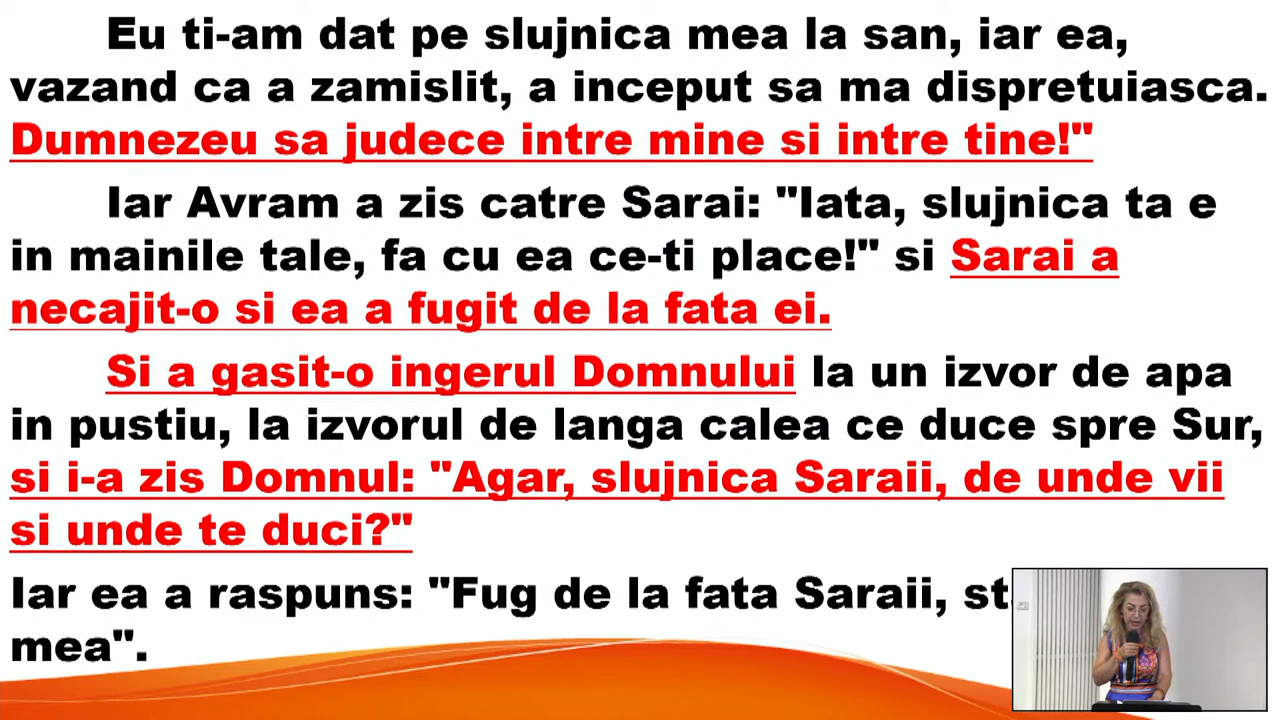 Eu ti-am dat pe slujnica mea la san, iar ea,
vazand ca a zamislit, a inceput sa ma dispretuiasca.
Dumnezeu sa judece intre mine si intre tine!"
Iar Avram a zis catre Sarai: "Iata, slujnica ta e
in mainile tale, fa cu ea ce-ti place!" si Sarai a
necajit-o si ea a fugit de la fata ei.
Si a gasit-o ingerul Domnului la un izvor de apa
in pustiu, la izvorul de langa calea ce duce spre Sur,
si i-a zis Domnul: "Agar, slujnica Saraii, de unde vii
si unde te duci?"
Iar ea a raspuns: "Fug de la fata Saraii,
mea".